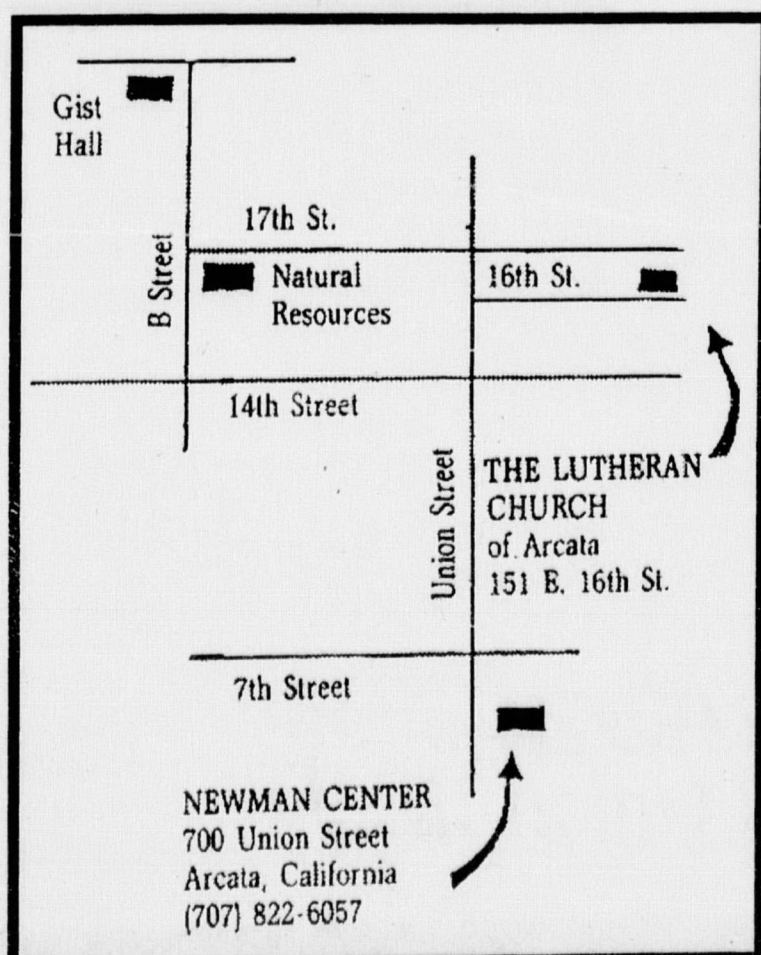 Gist
Hall
B Street
17th St.
Natural
Resources
16th St.
14th Street
Union Street
THE LUTHERAN
CHURCH
of Arcata
151 E. 16th St.
7th Street
NEWMAN CENTER
700 Union Street
Arcata, California
(707) 822-6057